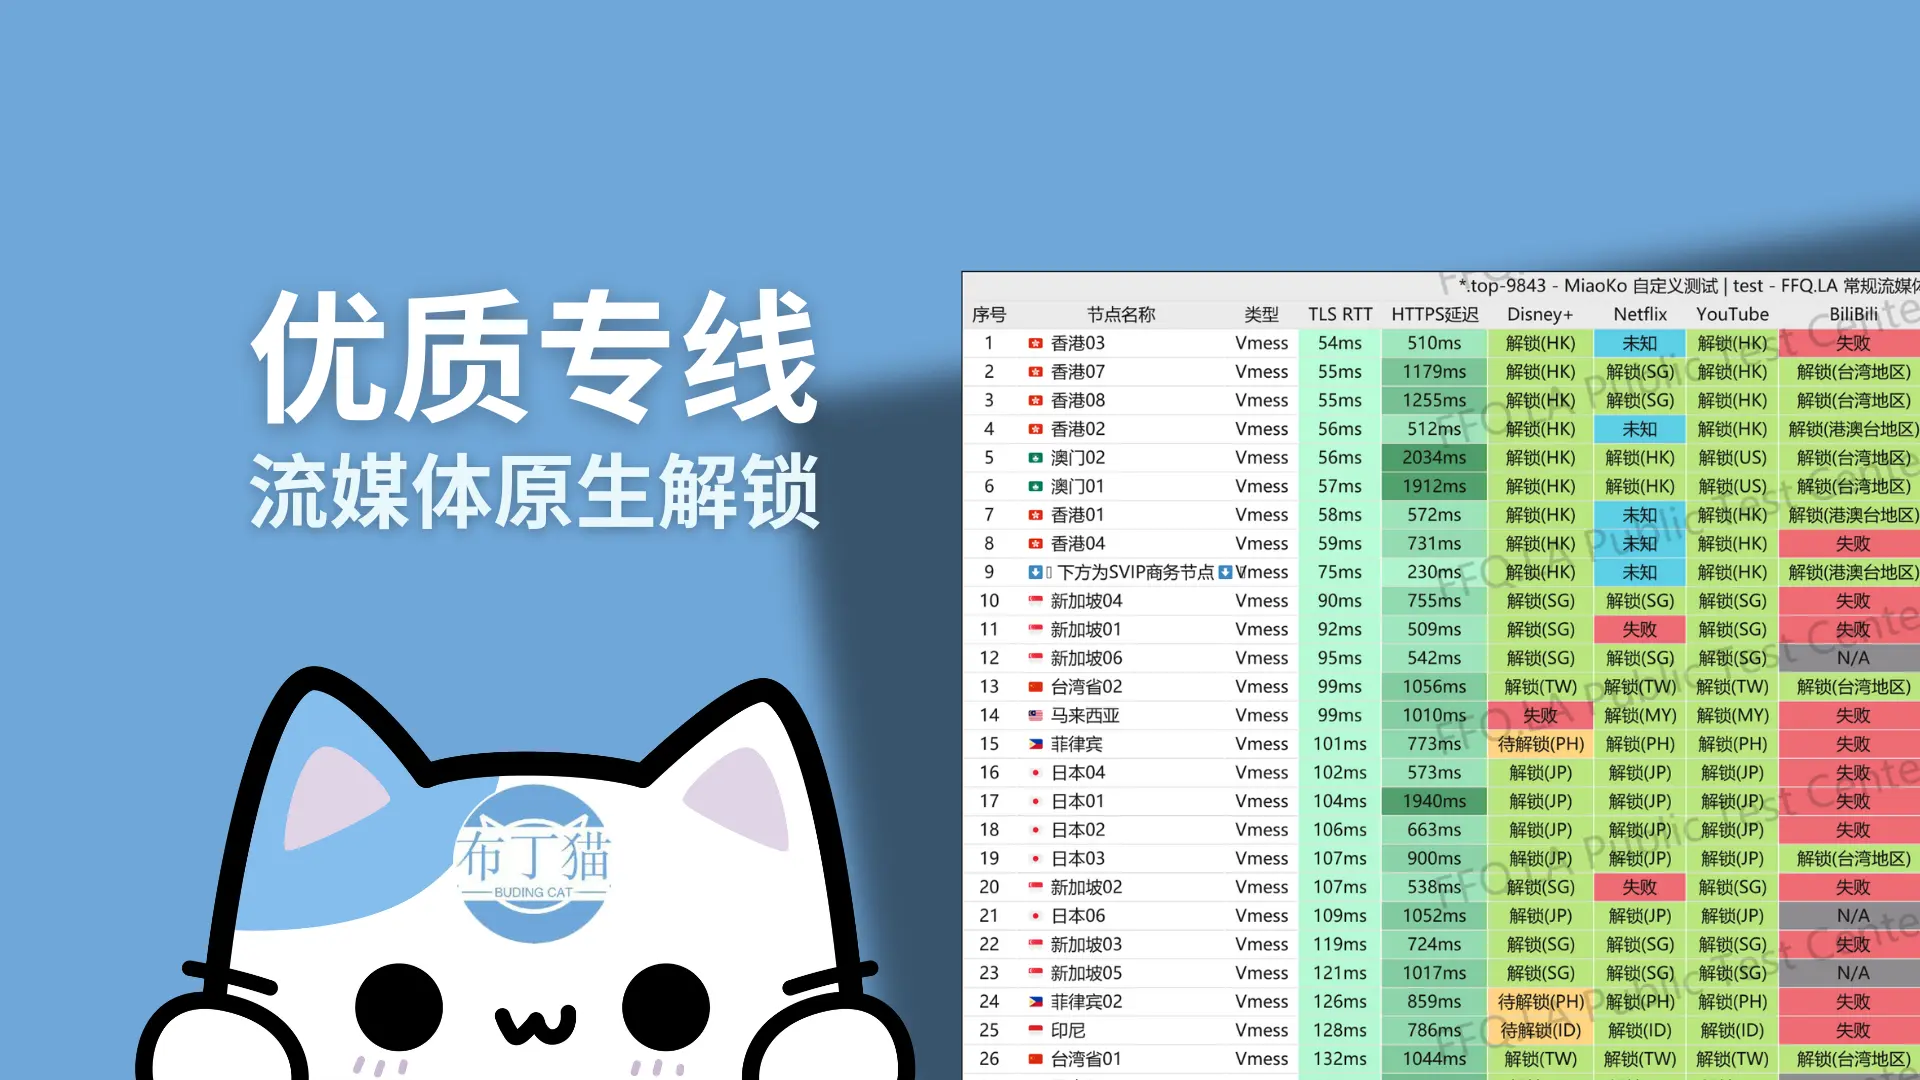 优质专线
流媒体原生解锁
布丁猫
BUDING CAT
*.top-9843 - MiaoKo 自定义测试 | test - FFQ.LA 常规流媒体
序号 节点名称 类型 TLS RTT HTTPS延迟 Disney+ Netflix YouTube BiliBili
1 香港03 Vmess 54ms 510ms 解锁(HK) 未知 解锁(HK) 失败
2 香港07 Vmess 55ms 1179ms 解锁(HK) 解锁(SG) 解锁(HK) 解锁(台湾地区)
3 香港08 Vmess 55ms 1255ms 解锁(HK) 解锁(SG) 解锁(HK) 解锁(台湾地区)
4 香港02 Vmess 56ms 512ms 解锁(HK) 未知 解锁(HK) 解锁(港澳台地区)
5 澳门02 Vmess 56ms 2034ms 解锁(HK) 解锁(HK) 解锁(US) 解锁(台湾地区)
6 澳门01 Vmess 57ms 1912ms 解锁(HK) 解锁(HK) 解锁(US) 解锁(台湾地区)
7 香港01 Vmess 58ms 572ms 解锁(HK) 未知 解锁(HK) 解锁(港澳台地区)
8 香港04 Vmess 59ms 731ms 解锁(HK) 未知 解锁(HK) 失败
9 下方为SVIP商务节点 Vmess 75ms 230ms 解锁(HK) 未知 解锁(HK) 解锁(港澳台地区)
10 新加坡04 Vmess 90ms 755ms 解锁(SG) 解锁(SG) 解锁(SG) 失败
11 新加坡01 Vmess 92ms 509ms 解锁(SG) 失败 解锁(SG) 失败
12 新加坡06 Vmess 95ms 542ms 解锁(SG) 解锁(SG) 解锁(SG) N/A
13 台湾省02 Vmess 99ms 1056ms 解锁(TW) 解锁(TW) 解锁(TW) 解锁(台湾地区)
14 马来西亚 Vmess 99ms 1010ms 失败 解锁(MY) 解锁(MY) 失败
15 菲律宾 Vmess 101ms 773ms 待解锁(PH) 解锁(PH) 解锁(PH) 失败
16 日本04 Vmess 102ms 573ms 解锁(JP) 解锁(JP) 解锁(JP) 失败
17 日本01 Vmess 104ms 1940ms 解锁(JP) 解锁(JP) 解锁(JP) 失败
18 日本02 Vmess 106ms 663ms 解锁(JP) 解锁(JP) 解锁(JP) 失败
19 日本03 Vmess 107ms 900ms 解锁(JP) 解锁(JP) 解锁(JP) 解锁(台湾地区)
20 新加坡02 Vmess 107ms 538ms 解锁(SG) 失败 解锁(SG) 失败
21 日本06 Vmess 109ms 1052ms 解锁(JP) 解锁(JP) 解锁(JP) N/A
22 新加坡03 Vmess 119ms 724ms 解锁(SG) 解锁(SG) 解锁(SG) 失败
23 新加坡05 Vmess 121ms 1017ms 解锁(SG) 解锁(SG) 解锁(SG) N/A
24 菲律宾02 Vmess 126ms 859ms 待解锁(PH) 解锁(PH) 解锁(PH) 失败
25 印尼 Vmess 128ms 786ms 待解锁(ID) 解锁(ID) 解锁(ID) 失败
26 台湾省01 Vmess 132ms 1044ms 解锁(TW) 解锁(TW) 解锁(TW) 解锁(台湾地区)